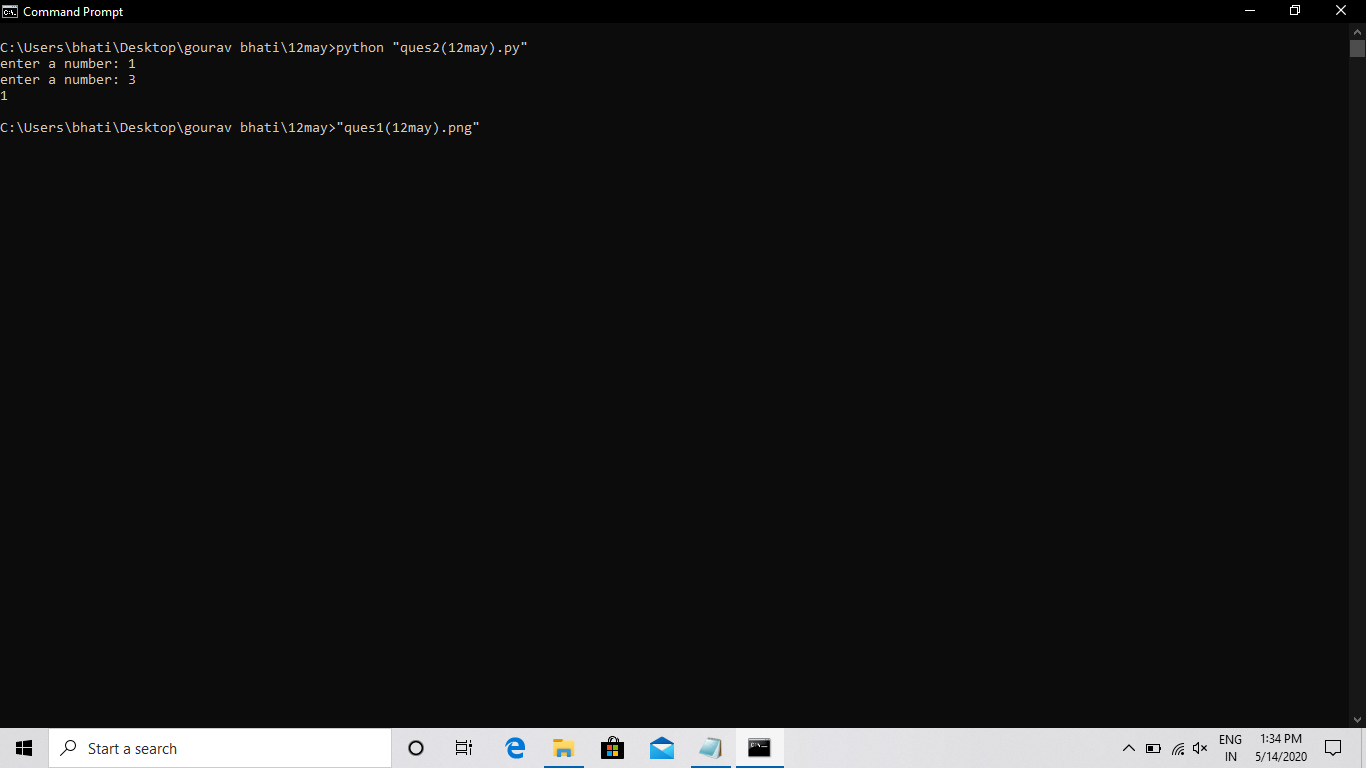 Command Prompt
C:\Users\bhati\Desktop\gourav bhati\12may>python "ques2(12may).py"
enter a number: 1
enter a number: 3
1
C:\Users\bhati\Desktop\gourav bhati\12may>"ques1(12may).png"
Start a search
ENG
IN
1:34 PM
5/14/2020